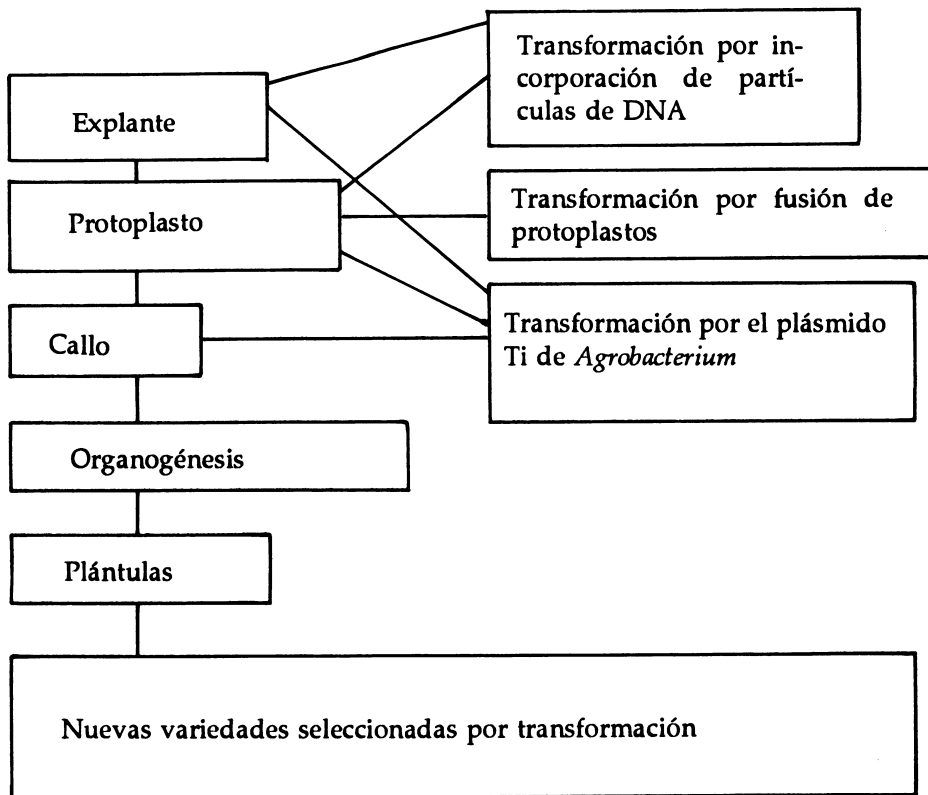 Transformación por in-
corporación de partí-
culas de DNA
Explante
Transformación por fusión de
protoplastos
Protoplasto
Transformación por el plásmido
Ti de Agrobacterium
Callo
Organogénesis
Plántulas
Nuevas variedades seleccionadas por transformación